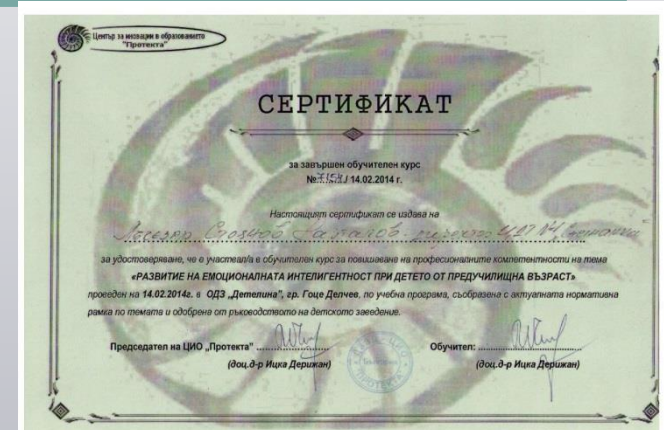 Център за иновации в образованието
"Протекта"
СЕРТИФИКАТ
за завършен обучителен курс
№ / 14.02.2014 г.
Настоящият сертификат се издава на
Стоянов директор
за удостоверяване, че е участвал/а в обучителен курс за повишаване на професионалните компетентности на тема
«РАЗВИТИЕ НА ЕМОЦИОНАЛНАТА ИНТЕЛИГЕНТНОСТ ПРИ ДЕТЕТО ОТ ПРЕДУЧИЛИЩНА ВЪЗРАСТ»
проведен на 14.02.2014г. в ОДЗ „Детелина", гр. Гоце Делчев, по учебна програма, съобразена с актуалната нормативна
рамка по темата и одобрена от ръководството на детското заведение.
Председател на ЦИО „Протекта"
Обучител:
(доц.д-р Ицка Дерижан)
(доц.д-р Ицка Дерижан)